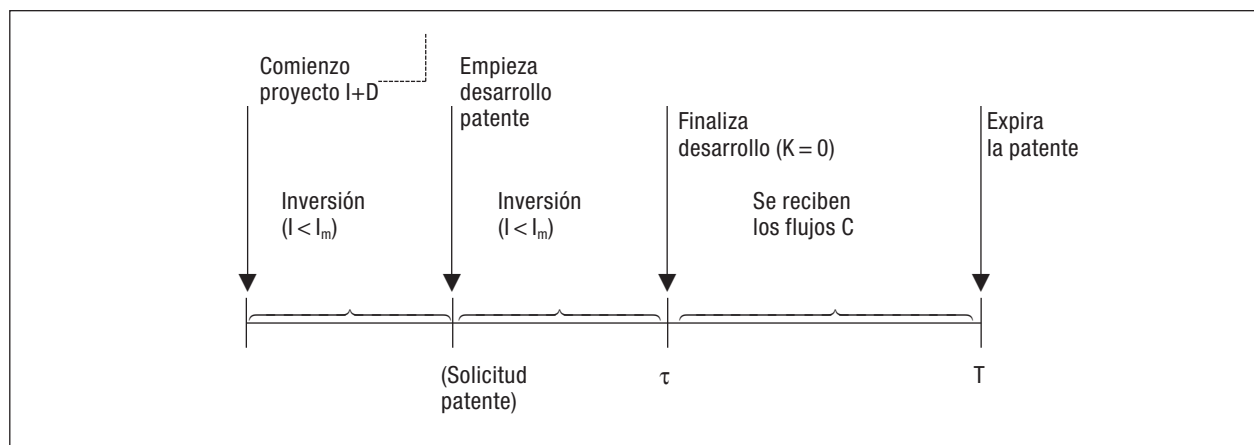 Comienzo
proyecto I+D
Empieza
desarrollo
patente
Finaliza
desarrollo (K = 0)
Expira
la patente
Inversión
(I < Iₘ)
Inversión
(I < Iₘ)
Se reciben
los flujos C
(Solicitud
patente)
τ
T